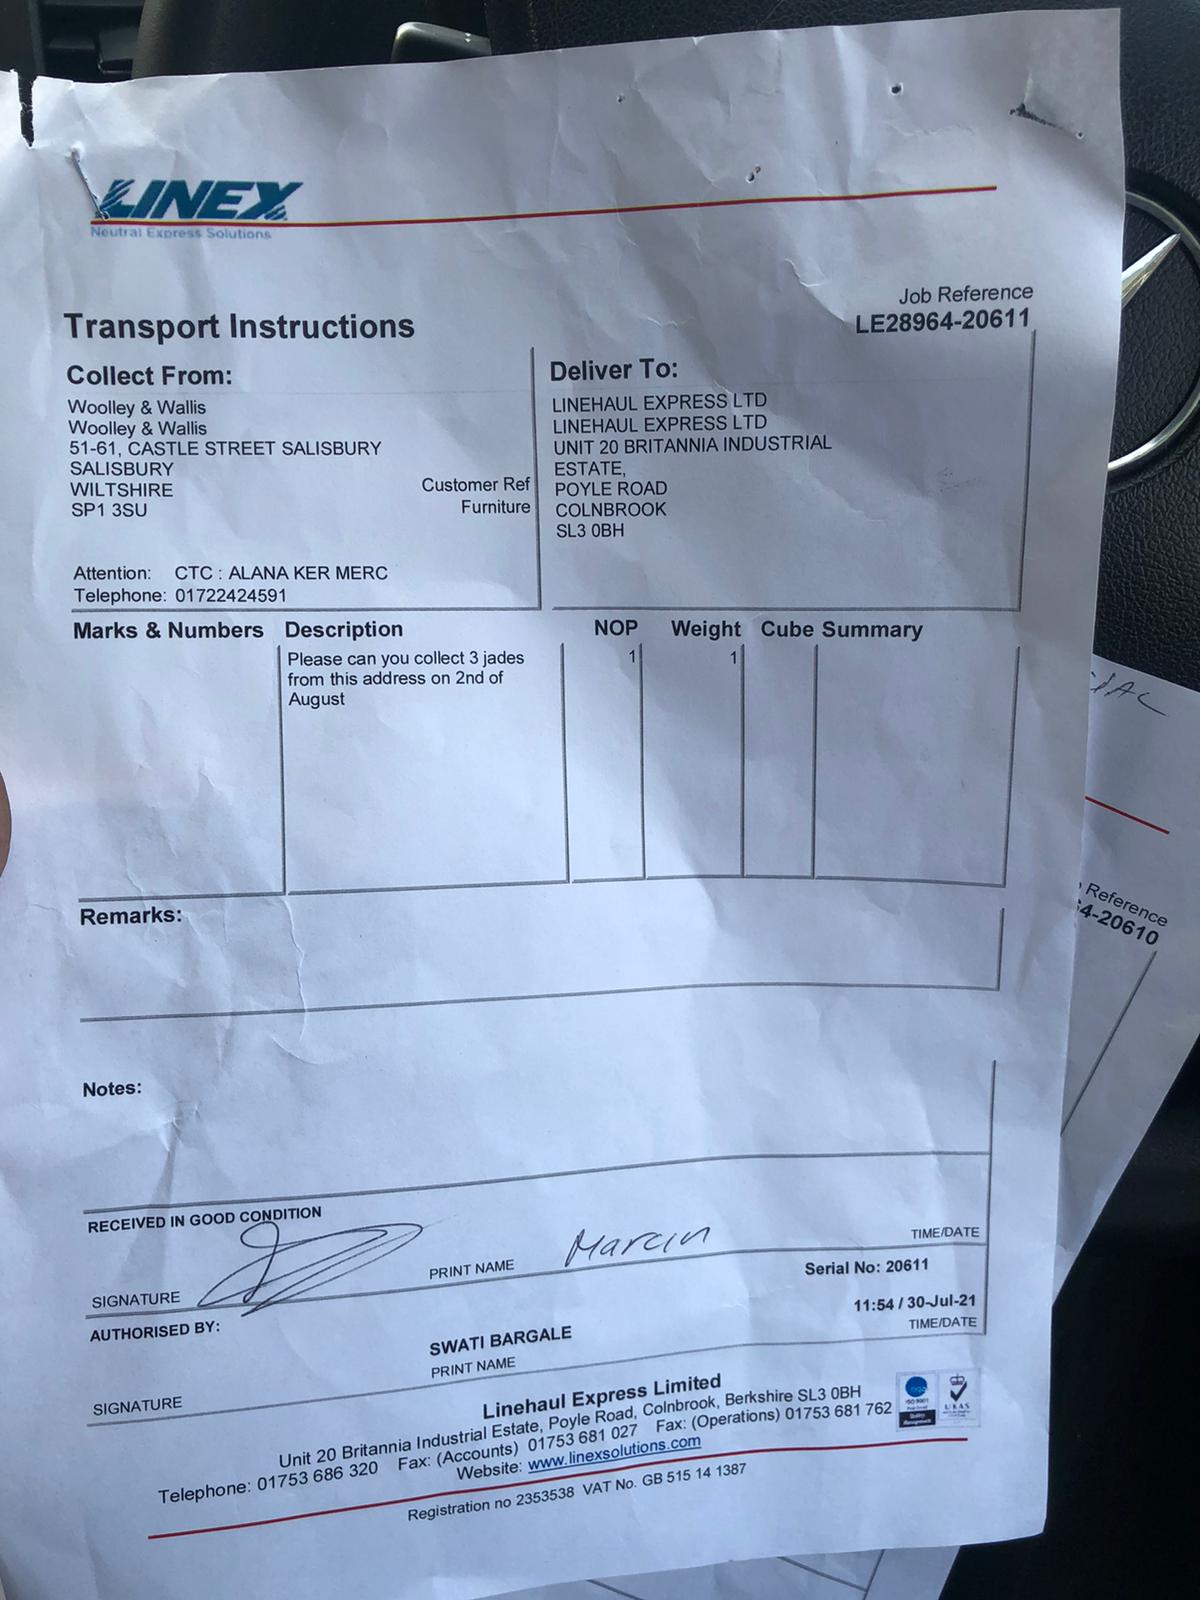 LINEX
Neutral Express Solutions
Job Reference
LE28964-20611
Transport Instructions
Collect From:
Woolley & Wallis
Woolley & Wallis
51-61, CASTLE STREET SALISBURY
SALISBURY
WILTSHIRE
SP1 3SU
Customer Ref
Furniture
Attention: CTC : ALANA KER MERC
Telephone: 01722424591
Deliver To:
LINEHAUL EXPRESS LTD
LINEHAUL EXPRESS LTD
UNIT 20 BRITANNIA INDUSTRIAL
ESTATE,
POYLE ROAD
COLNBROOK
SL3 0BH
Marks & Numbers Description NOP Weight Cube Summary
Please can you collect 3 jades 1 1
from this address on 2nd of
August
Remarks:
Notes:
RECEIVED IN GOOD CONDITION
SIGNATURE PRINT NAME Marcin TIME/DATE
Serial No: 20611
AUTHORISED BY:
SWATI BARGALE 11:54 / 30-Jul-21
SIGNATURE PRINT NAME TIME/DATE
Linehaul Express Limited
Unit 20 Britannia Industrial Estate, Poyle Road, Colnbrook, Berkshire SL3 0BH
Telephone: 01753 686 320 Fax: (Accounts) 01753 681 027 Fax: (Operations) 01753 681 762
Website: www.linexsolutions.com
Registration no 2353538 VAT No. GB 515 14 1387
ISO 9001
UKAS
Reference
4-20610